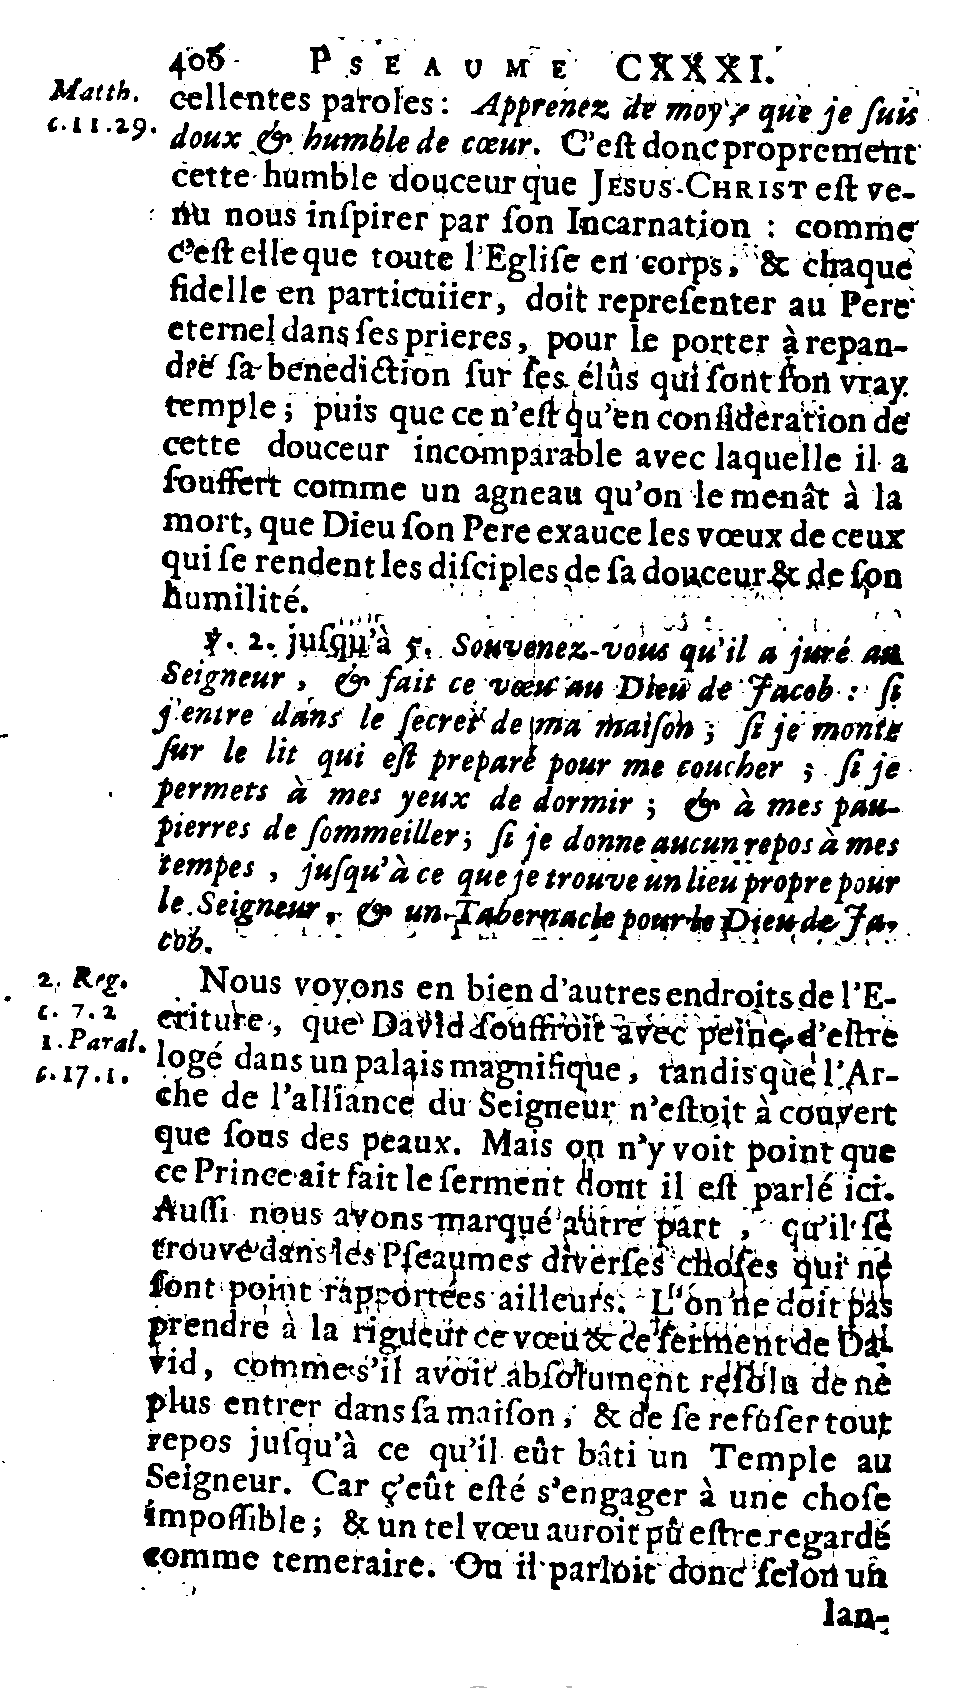 406 PSEAUME CXXXI.
Matth.
c. 11. 29.
cellentes paroles: Apprenez de moy, que je ſuis
doux & humble de cœur. C'eſt donc proprement
cette humble douceur que JESUS-CHRIST eſt ve-
nu nous inſpirer par ſon Incarnation : comme
c'eſt elle que toute l'Egliſe en corps, & chaque
fidelle en particulier, doit repreſenter au Pere
eternel dans ſes prieres, pour le porter à repan-
dre ſa benediction ſur ſes élûs qui ſont ſon vray
temple; puis que ce n'eſt qu'en conſideration de
cette douceur incomparable avec laquelle il a
ſouffert comme un agneau qu'on le menât à la
mort, que Dieu ſon Pere exauce les vœux de ceux
qui ſe rendent les diſciples de ſa douceur & de ſon
humilité.
℣. 2. juſqu'à 5. Souvenez-vous qu'il a juré au
Seigneur, & fait ce vœu au Dieu de Jacob: ſi
j'entre dans le ſecret de ma maiſon; ſi je monte
ſur le lit qui eſt preparé pour me coucher; ſi je
permets à mes yeux de dormir; & à mes pau-
pierres de ſommeiller; ſi je donne aucun repos à mes
tempes, juſqu'à ce que je trouve un lieu propre pour
le Seigneur, & un Tabernacle pour le Dieu de Ja-
cob.
2. Reg.
c. 7. 2
1. Paral.
c. 17. 1.
Nous voyons en bien d'autres endroits de l'E-
criture, que David ſouffroit avec peine d'eſtre
logé dans un palais magnifique, tandis que l'Ar-
che de l'alliance du Seigneur n'eſtoit à couvert
que ſous des peaux. Mais on n'y voit point que
ce Prince ait fait le ſerment dont il eſt parlé ici.
Auſſi nous avons marqué autre part, qu'il ſe
trouve dans les Pſeaumes diverſes choſes qui ne
ſont point rapportées ailleurs. L'on ne doit pas
prendre à la rigueur ce vœu & ce ſerment de Da-
vid, comme s'il avoit abſolument reſolu de ne
plus entrer dans ſa maiſon, & de ſe refuſer tout
repos juſqu'à ce qu'il eût bâti un Temple au
Seigneur. Car ç'eût eſté s'engager à une choſe
impoſſible; & un tel vœu auroit pû eſtre regardé
comme temeraire. Ou il parloit donc ſelon un
lan-